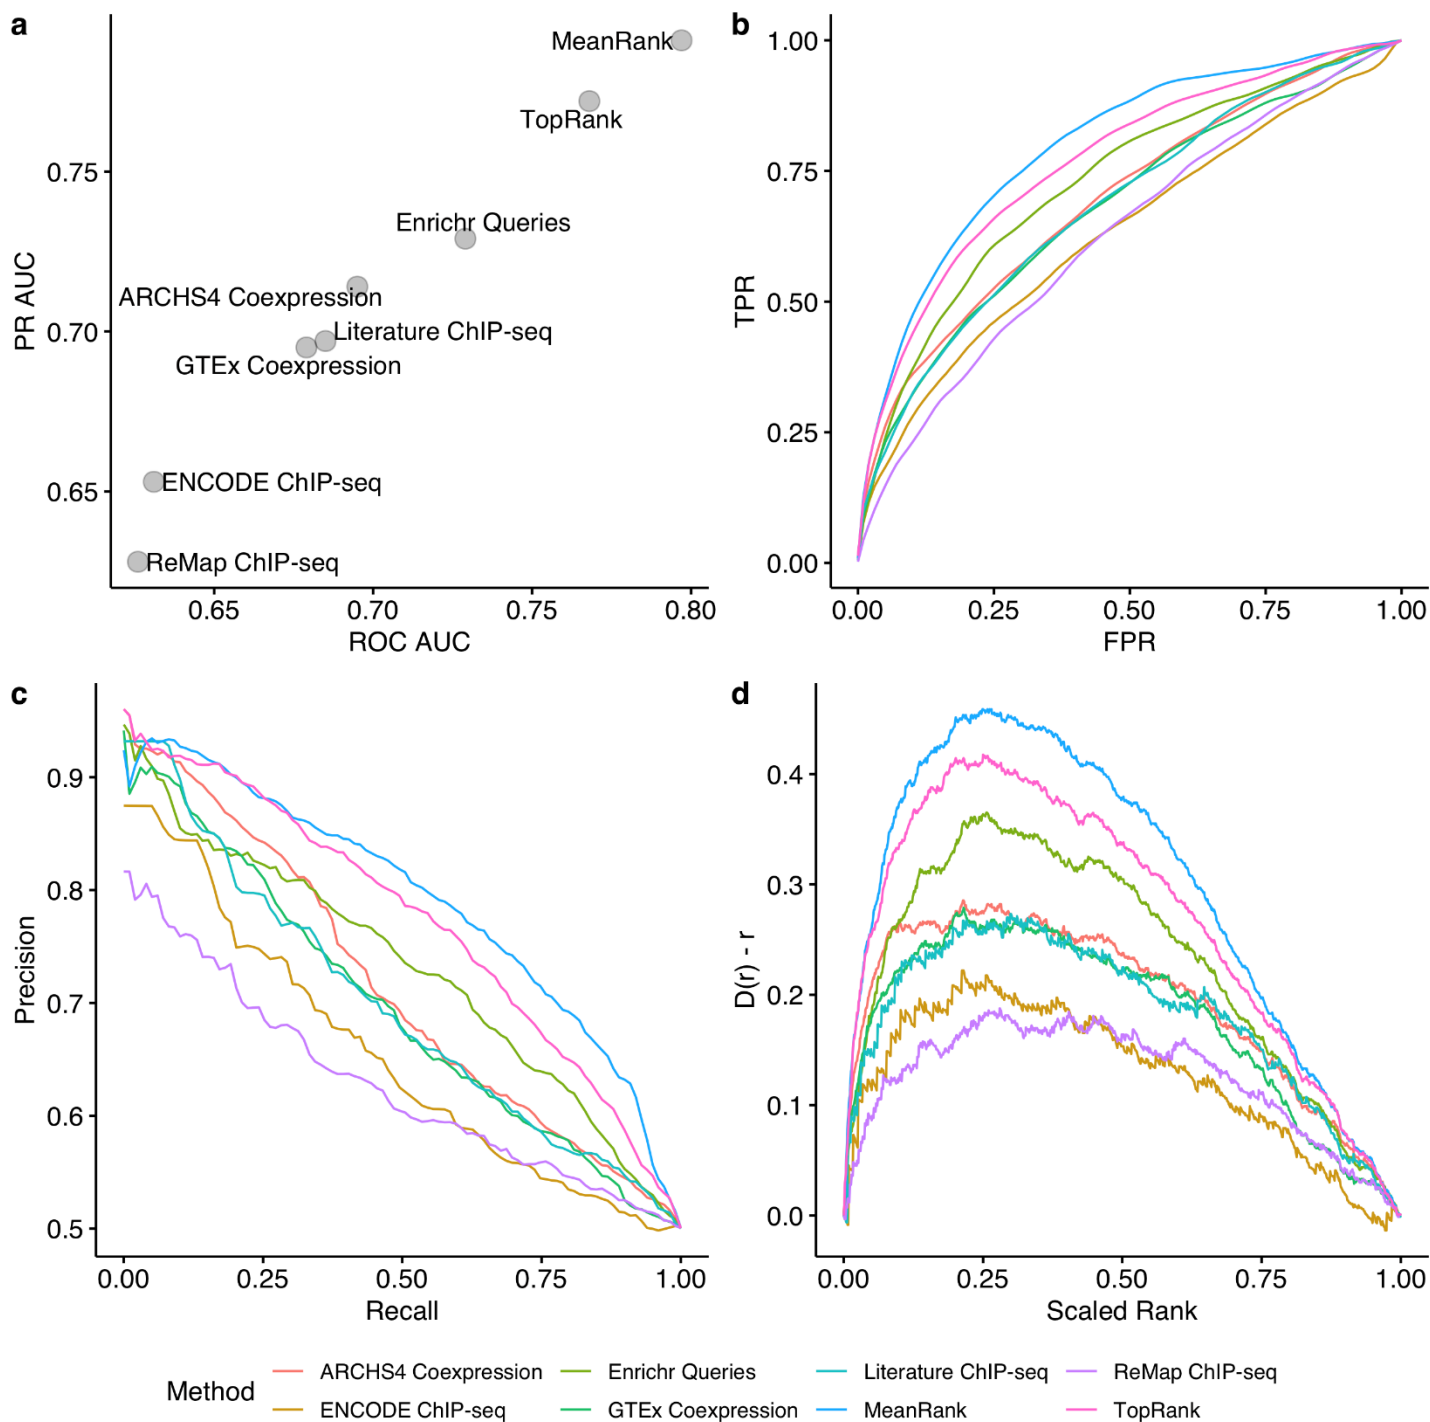 a
MeanRank
TopRank
0.75
Enrichr Queries
ARCHS4 Coexpression
Literature ChIP-seq
0.70
GTEx Coexpression
ENCODE ChIP-seq
0.65
ReMap ChIP-seq
PR AUC
0.65 0.70 0.75 0.80
ROC AUC
b
1.00
0.75
0.50
0.25
0.00
TPR
0.00 0.25 0.50 0.75 1.00
FPR
c
0.9
0.8
0.7
0.6
0.5
Precision
0.00 0.25 0.50 0.75 1.00
Recall
d
0.4
0.3
0.2
0.1
0.0
D(r) - r
0.00 0.25 0.50 0.75 1.00
Scaled Rank
Method
ARCHS4 Coexpression Enrichr Queries Literature ChIP-seq ReMap ChIP-seq
ENCODE ChIP-seq GTEx Coexpression MeanRank TopRank